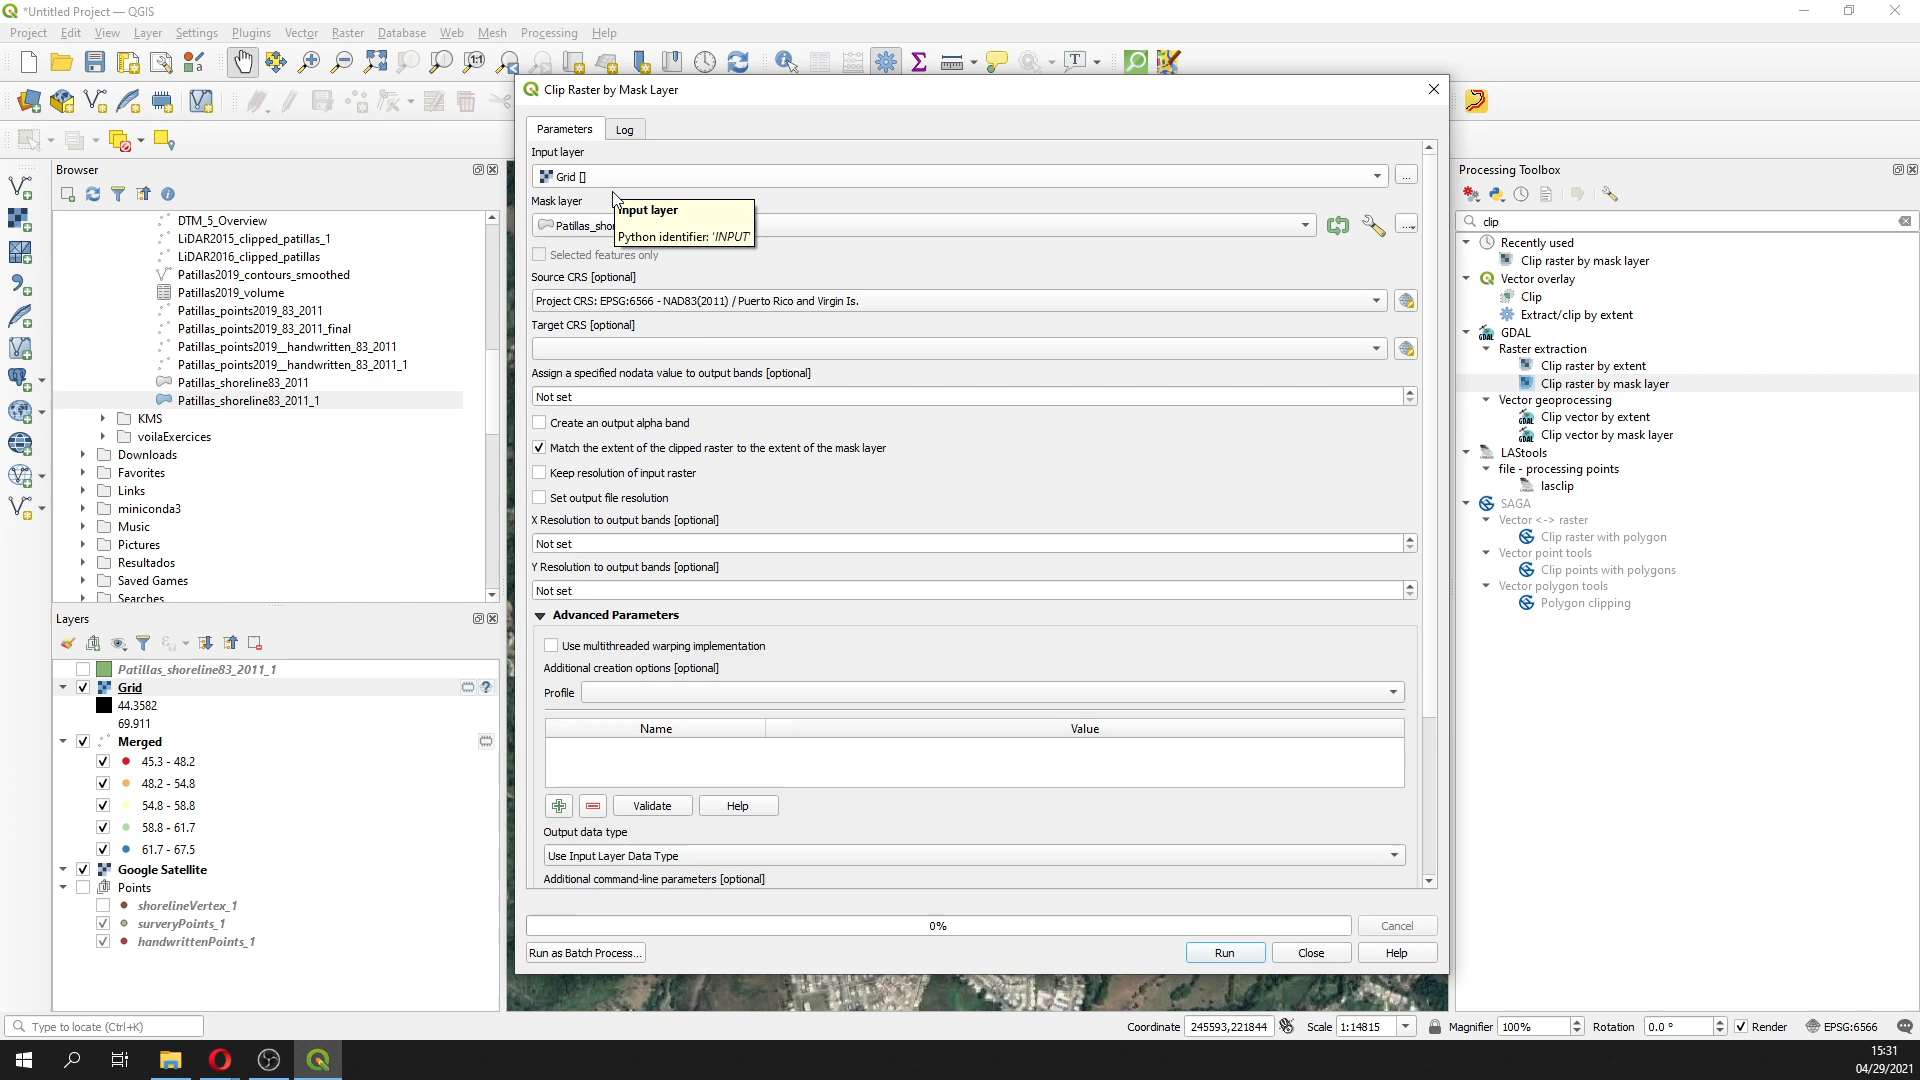 *Untitled Project — QGIS
Project Edit View Layer Settings Plugins Vector Raster Database Web Mesh Processing Help
Browser
DTM_5_Overview
LiDAR2015_clipped_patillas_1
LiDAR2016_clipped_patillas
Patillas2019_contours_smoothed
Patillas2019_volume
Patillas_points2019_83_2011
Patillas_points2019_83_2011_final
Patillas_points2019__handwritten_83_2011
Patillas_points2019__handwritten_83_2011_1
Patillas_shoreline83_2011
Patillas_shoreline83_2011_1
KMS
voilaExercices
Downloads
Favorites
Links
miniconda3
Music
Pictures
Resultados
Saved Games
Searches
Layers
Patillas_shoreline83_2011_1
Grid
44.3582
69.911
Merged
45.3 - 48.2
48.2 - 54.8
54.8 - 58.8
58.8 - 61.7
61.7 - 67.5
Google Satellite
Points
shorelineVertex_1
surveryPoints_1
handwrittenPoints_1
Clip Raster by Mask Layer
Parameters Log
Input layer
Grid []
...
Mask layer
Patillas_sho
...
Input layer
Python identifier: 'INPUT'
Selected features only
Source CRS [optional]
Project CRS: EPSG:6566 - NAD83(2011) / Puerto Rico and Virgin Is.
Target CRS [optional]
Assign a specified nodata value to output bands [optional]
Not set
Create an output alpha band
Match the extent of the clipped raster to the extent of the mask layer
Keep resolution of input raster
Set output file resolution
X Resolution to output bands [optional]
Not set
Y Resolution to output bands [optional]
Not set
Advanced Parameters
Use multithreaded warping implementation
Additional creation options [optional]
Profile
Name Value
Validate Help
Output data type
Use Input Layer Data Type
Additional command-line parameters [optional]
0%
Cancel
Run as Batch Process...
Run Close Help
Processing Toolbox
clip
Recently used
Clip raster by mask layer
Vector overlay
Clip
Extract/clip by extent
GDAL
Raster extraction
Clip raster by extent
Clip raster by mask layer
Vector geoprocessing
Clip vector by extent
Clip vector by mask layer
LAStools
file - processing points
lasclip
SAGA
Vector <-> raster
Clip raster with polygon
Vector point tools
Clip points with polygons
Vector polygon tools
Polygon clipping
Type to locate (Ctrl+K)
Coordinate 245593,221844 Scale 1:14815 Magnifier 100% Rotation 0.0 ° Render EPSG:6566
15:31
04/29/2021